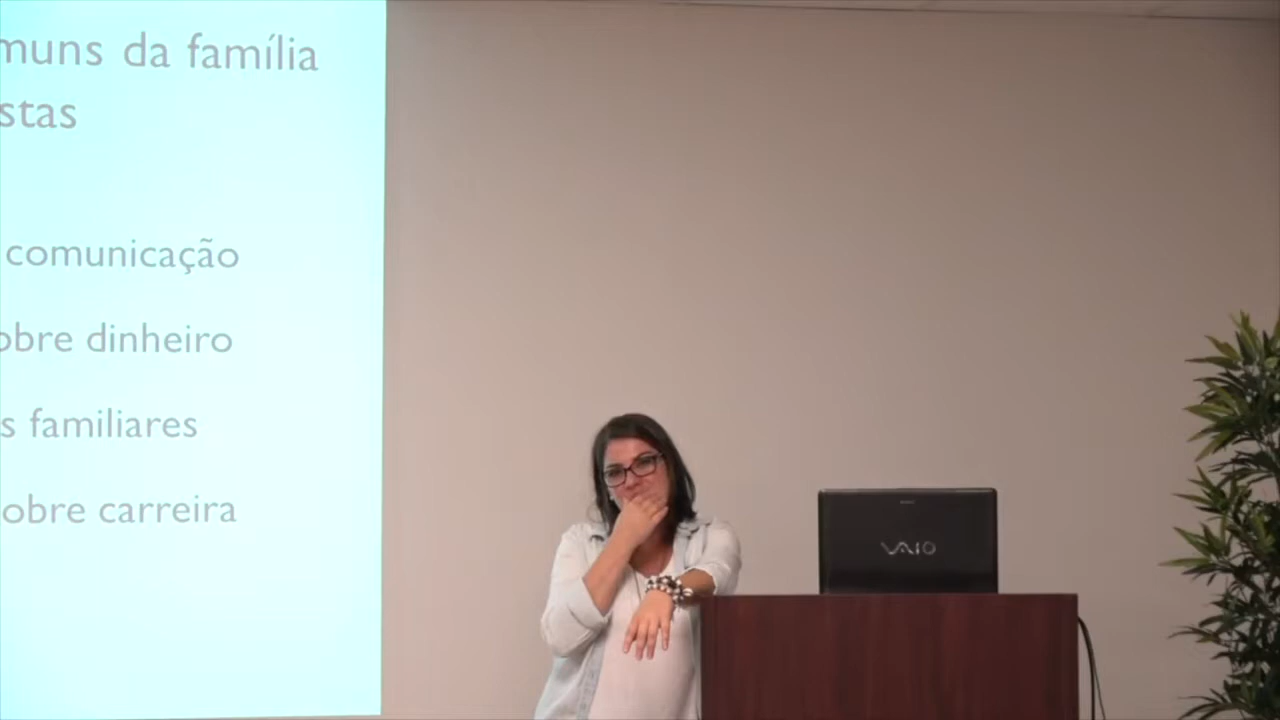 muns da família
stas
comunicação
obre dinheiro
s familiares
obre carreira
VAIO